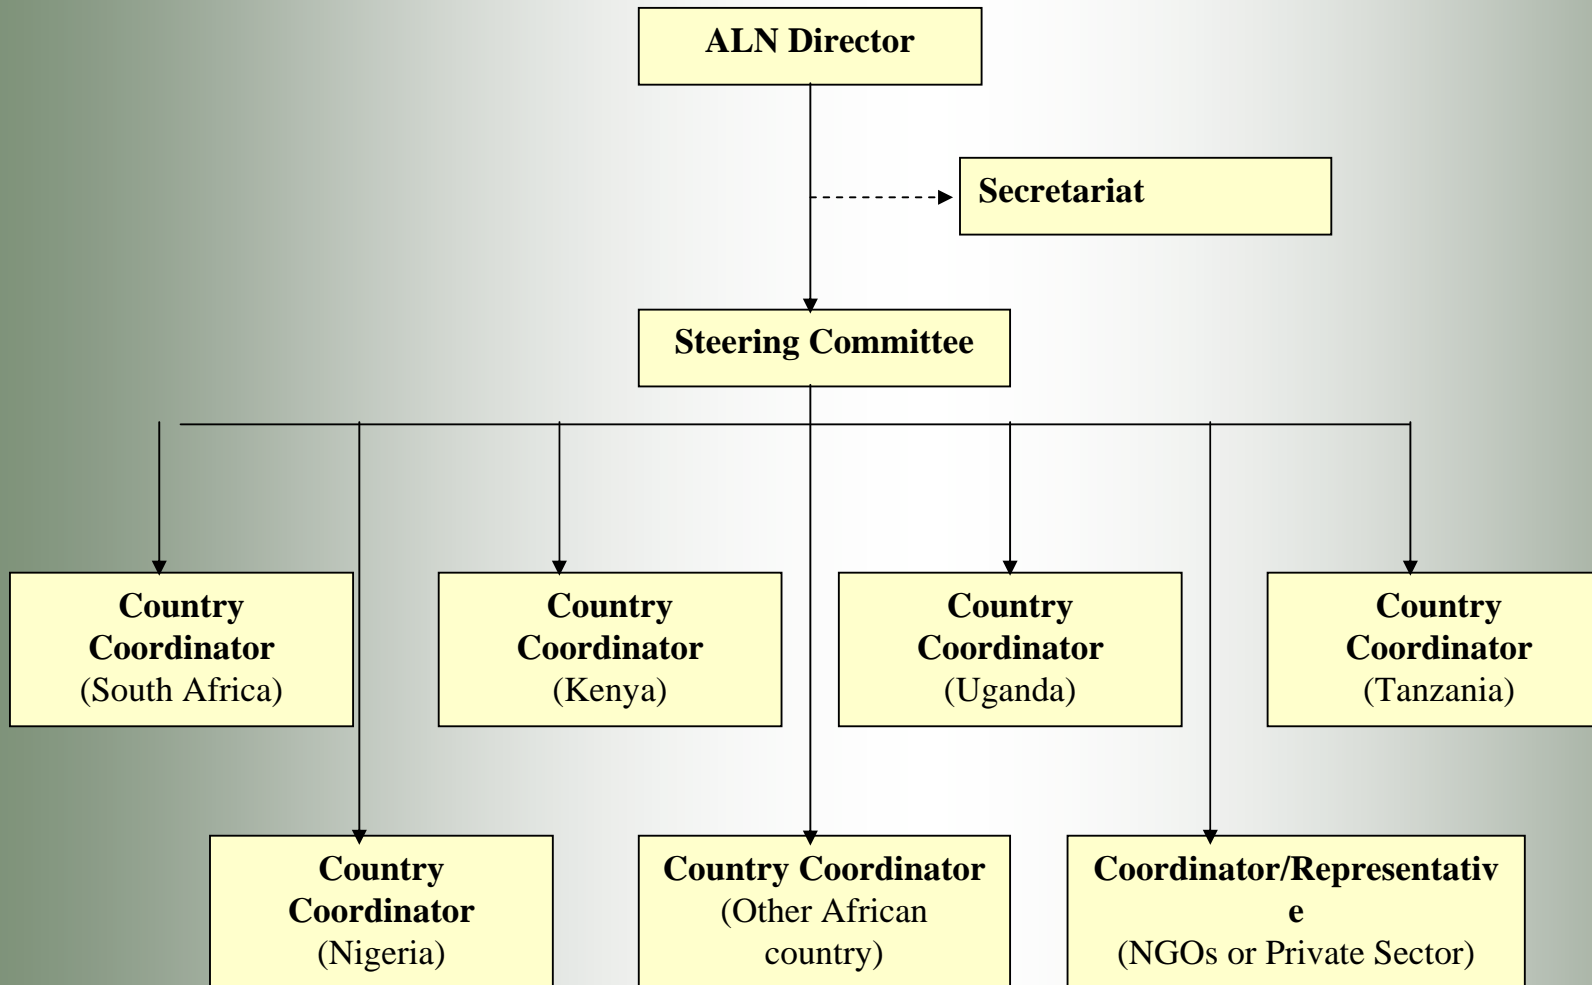 ALN Director
Secretariat
Steering Committee
Country
Coordinator
(South Africa)
Country
Coordinator
(Kenya)
Country
Coordinator
(Uganda)
Country
Coordinator
(Tanzania)
Country
Coordinator
(Nigeria)
Country Coordinator
(Other African
country)
Coordinator/Representativ
e
(NGOs or Private Sector)